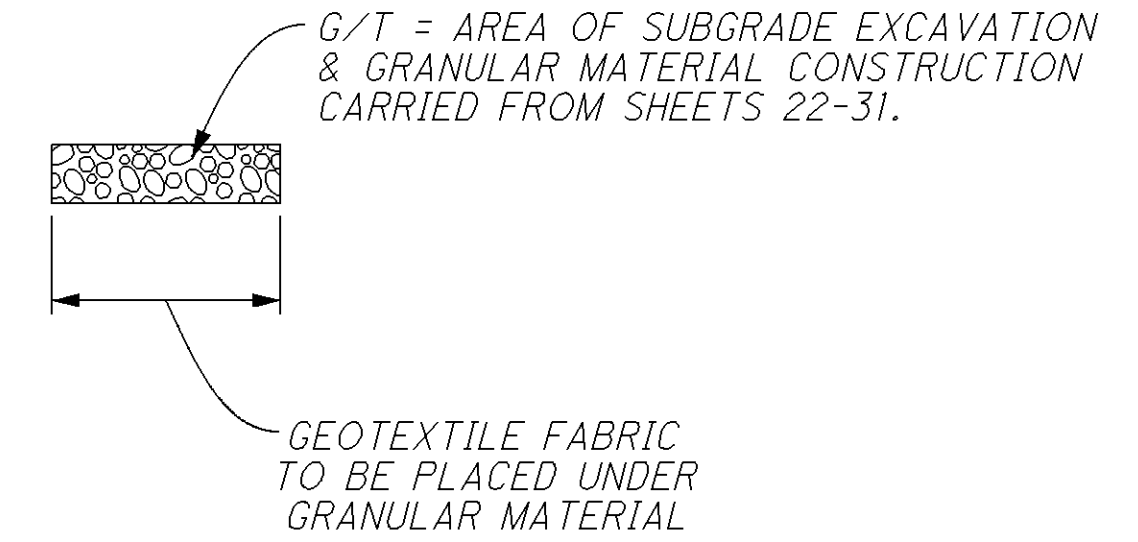 G/T = AREA OF SUBGRADE EXCAVATION
& GRANULAR MATERIAL CONSTRUCTION
CARRIED FROM SHEETS 22-31.
GEOTEXTILE FABRIC
TO BE PLACED UNDER
GRANULAR MATERIAL